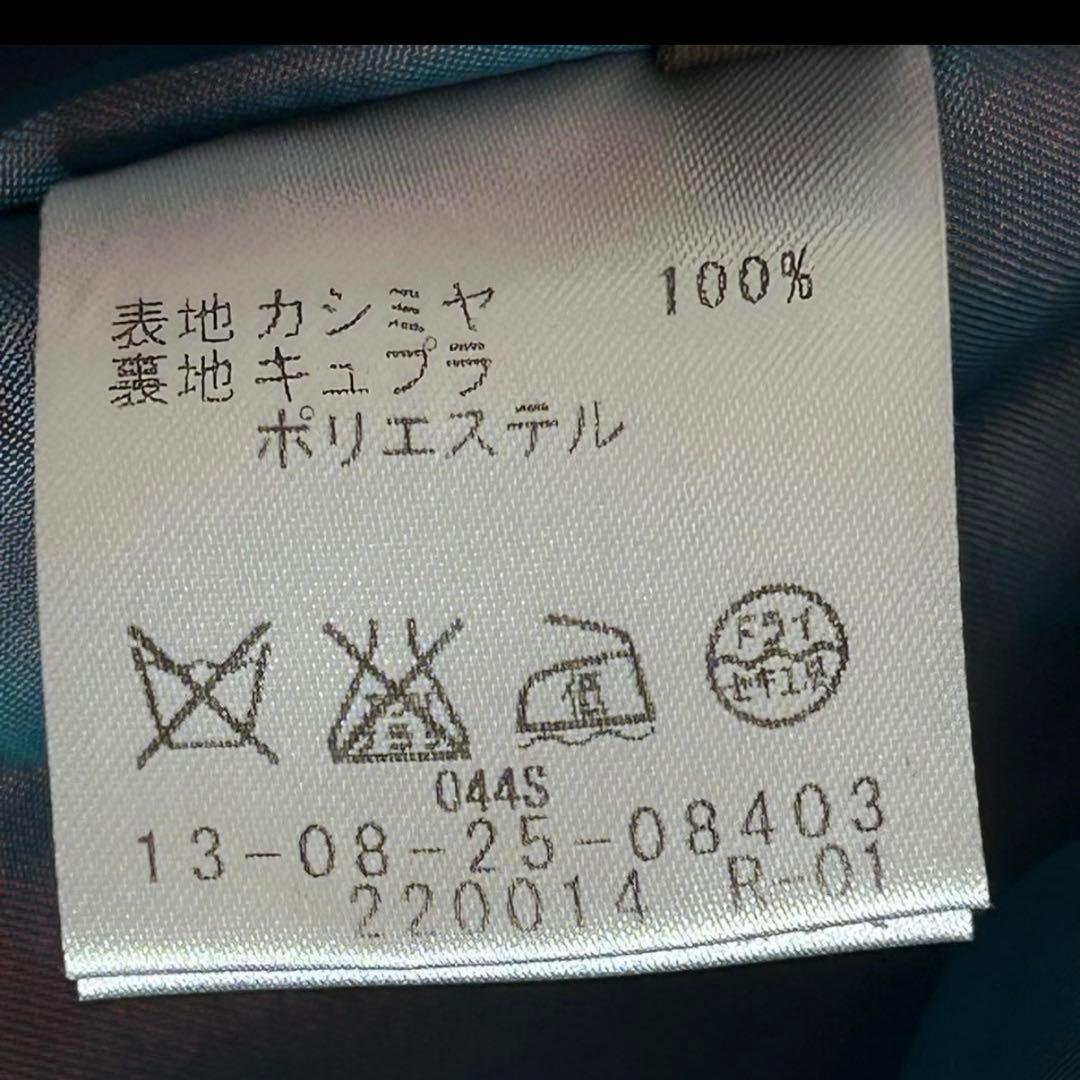 表地 カシミヤ 100%
裏地 キュプラ
ポリエステル
低
ドライ
セキユ系
044S
13-08-25-08403
220014 R-01